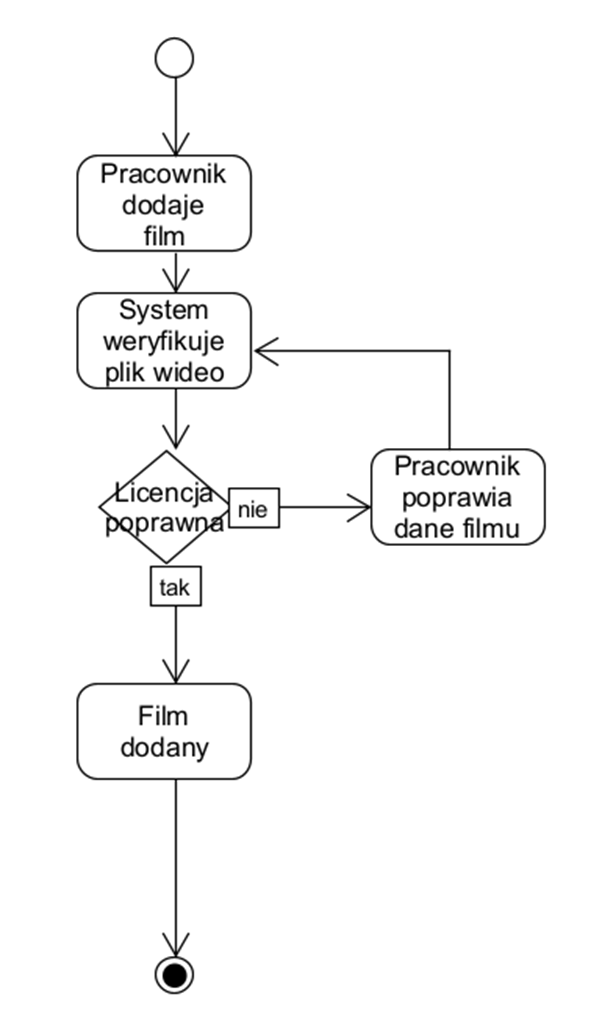 Pracownik
dodaje
film
System
weryfikuje
plik wideo
Licencja
poprawna
nie
Pracownik
poprawia
dane filmu
tak
Film
dodany